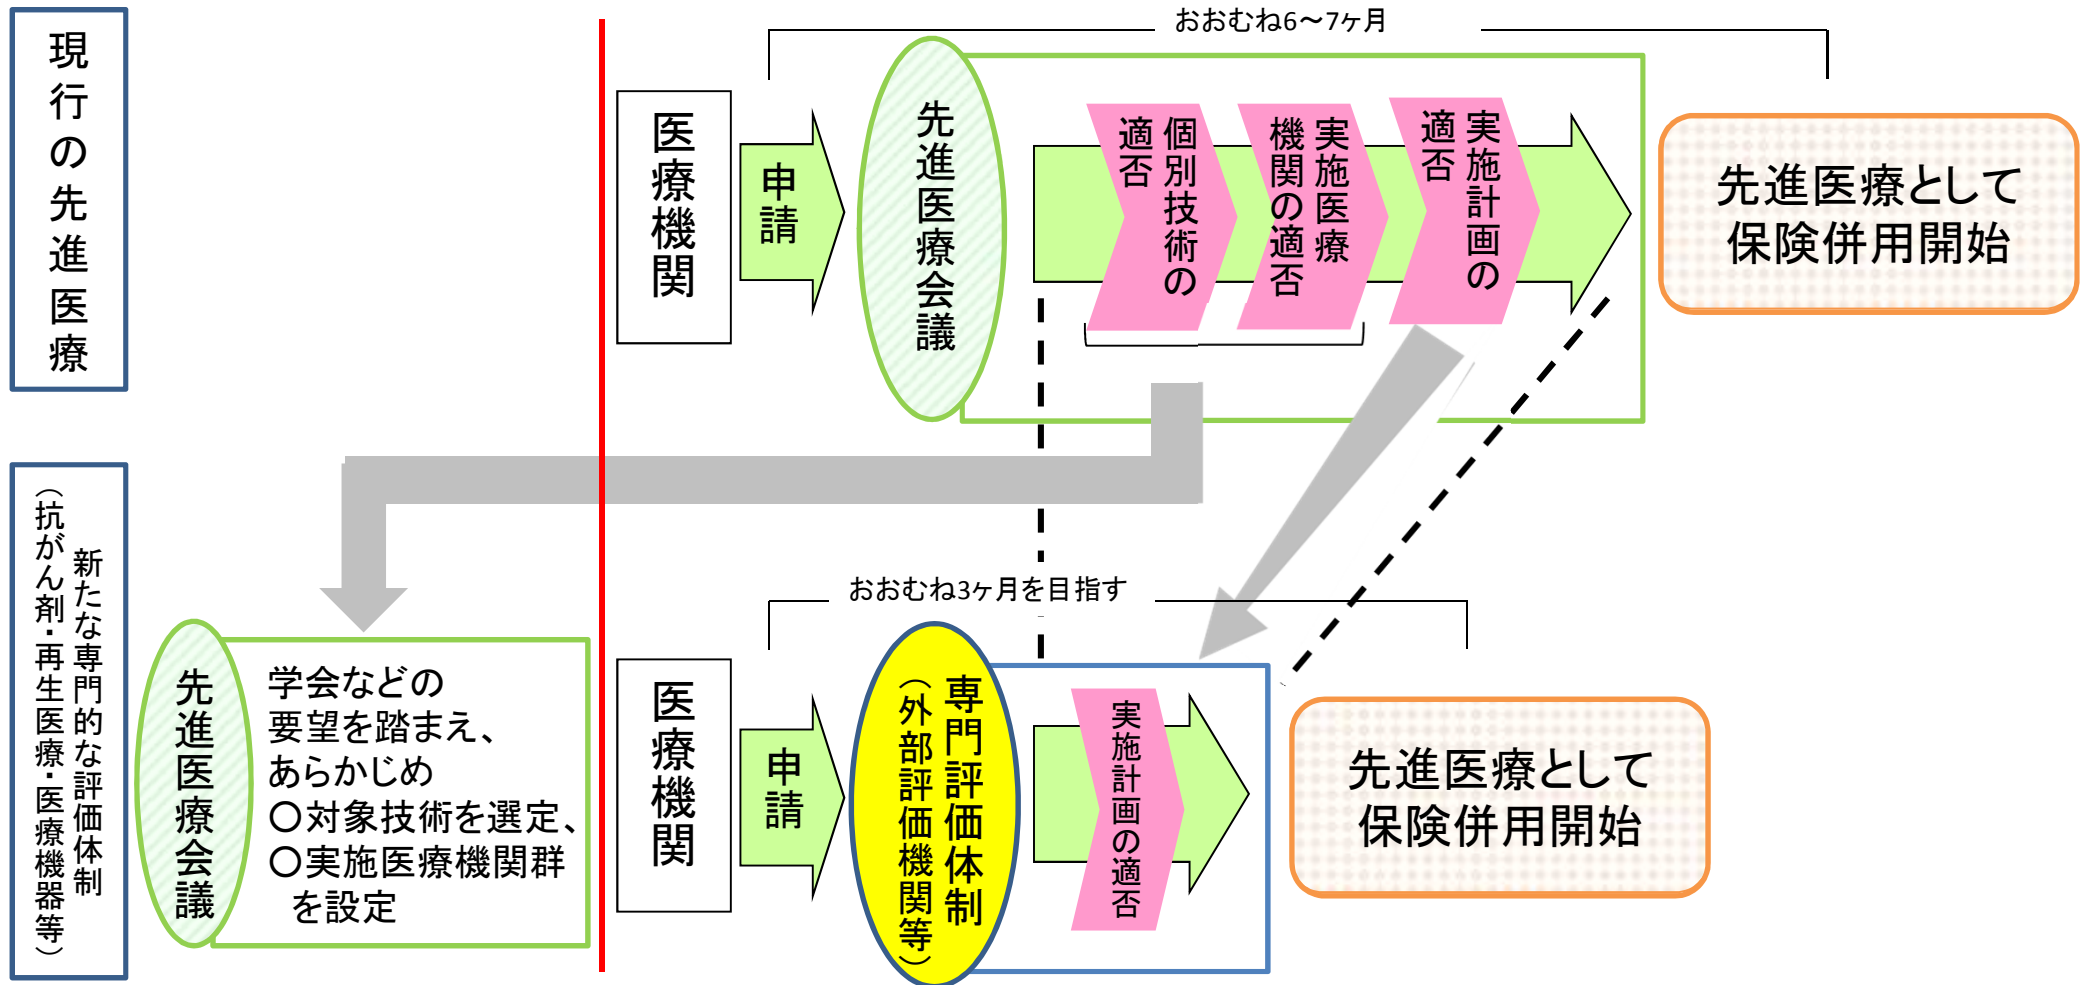 現行の先進医療
おおむね6～7ヶ月
医療機関
申請
先進医療会議
個別技術の
適否
実施医療
機関の適否
実施計画の
適否
先進医療として
保険併用開始
新たな専門的な評価体制
（抗がん剤・再生医療・医療機器等）
先進医療会議
学会などの
要望を踏まえ、
あらかじめ
〇対象技術を選定、
〇実施医療機関群
を設定
おおむね3ヶ月を目指す
医療機関
申請
専門評価体制
（外部評価機関等）
実施計画の適否
先進医療として
保険併用開始